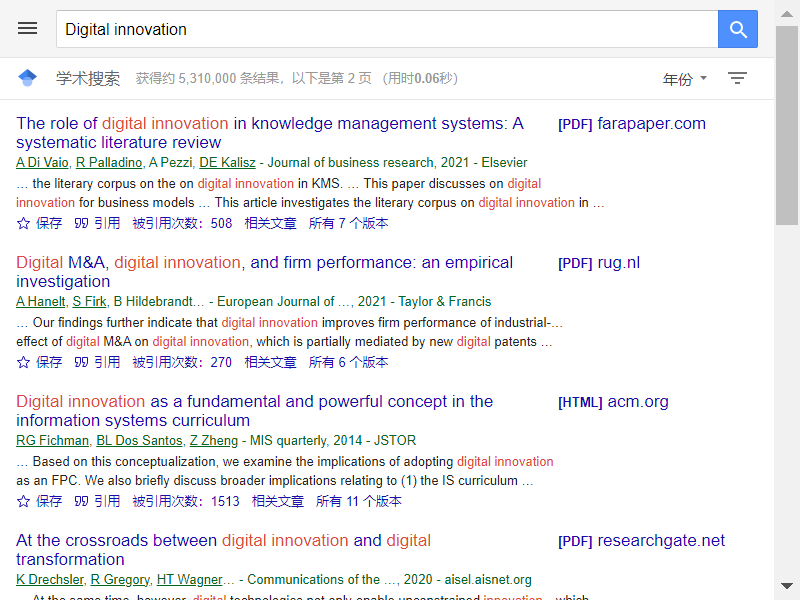 Digital innovation
学术搜索 获得约 5,310,000 条结果，以下是第 2 页 （用时0.06秒） 年份
The role of digital innovation in knowledge management systems: A [PDF] farapaper.com
systematic literature review
A Di Vaio, R Palladino, A Pezzi, DE Kalisz - Journal of business research, 2021 - Elsevier
… the literary corpus on the on digital innovation in KMS. … This paper discusses on digital
innovation for business models … This article investigates the literary corpus on digital innovation in …
保存 引用 被引用次数：508 相关文章 所有 7 个版本
Digital M&A, digital innovation, and firm performance: an empirical [PDF] rug.nl
investigation
A Hanelt, S Firk, B Hildebrandt… - European Journal of …, 2021 - Taylor & Francis
… Our findings further indicate that digital innovation improves firm performance of industrial-…
effect of digital M&A on digital innovation, which is partially mediated by new digital patents …
保存 引用 被引用次数：270 相关文章 所有 6 个版本
Digital innovation as a fundamental and powerful concept in the [HTML] acm.org
information systems curriculum
RG Fichman, BL Dos Santos, Z Zheng - MIS quarterly, 2014 - JSTOR
… Based on this conceptualization, we examine the implications of adopting digital innovation
as an FPC. We also briefly discuss broader implications relating to (1) the IS curriculum …
保存 引用 被引用次数：1513 相关文章 所有 11 个版本
At the crossroads between digital innovation and digital [PDF] researchgate.net
transformation
K Drechsler, R Gregory, HT Wagner… - Communications of the …, 2020 - aisel.aisnet.org
… At the same time, however, digital technologies not only enable unconstrained innovation… which